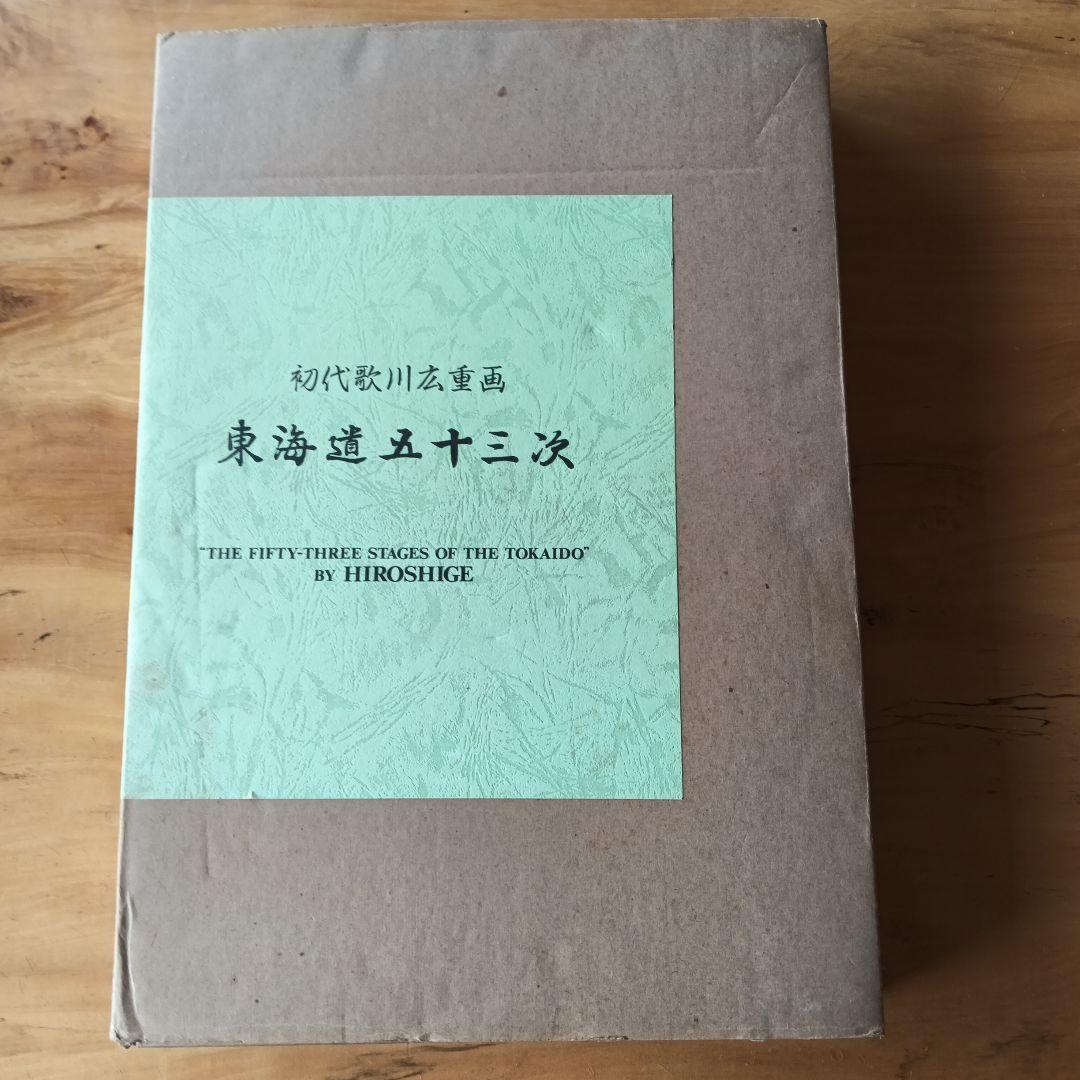 初代歌川広重画
東海道五十三次
“THE FIFTY-THREE STAGES OF THE TOKAIDO”
BY HIROSHIGE